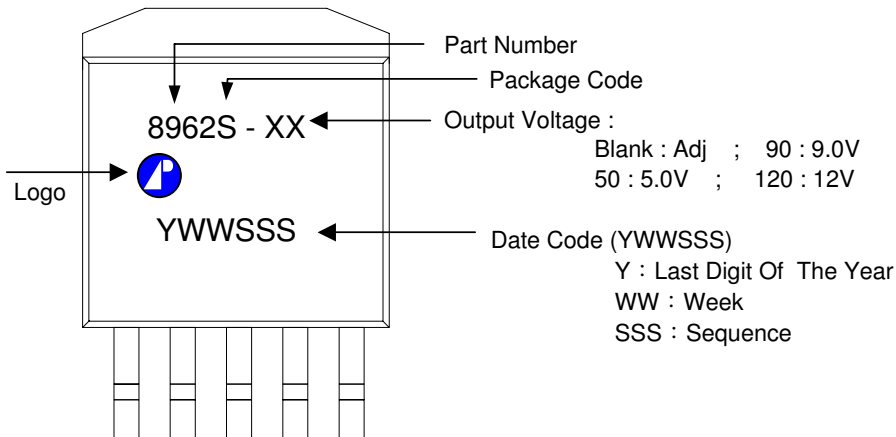 Part Number
Package Code
8962S - XX
Output Voltage :
Blank : Adj ; 90 : 9.0V
50 : 5.0V ; 120 : 12V
Logo
YWWSSS
Date Code (YWWSSS)
Y：Last Digit Of The Year
WW：Week
SSS：Sequence